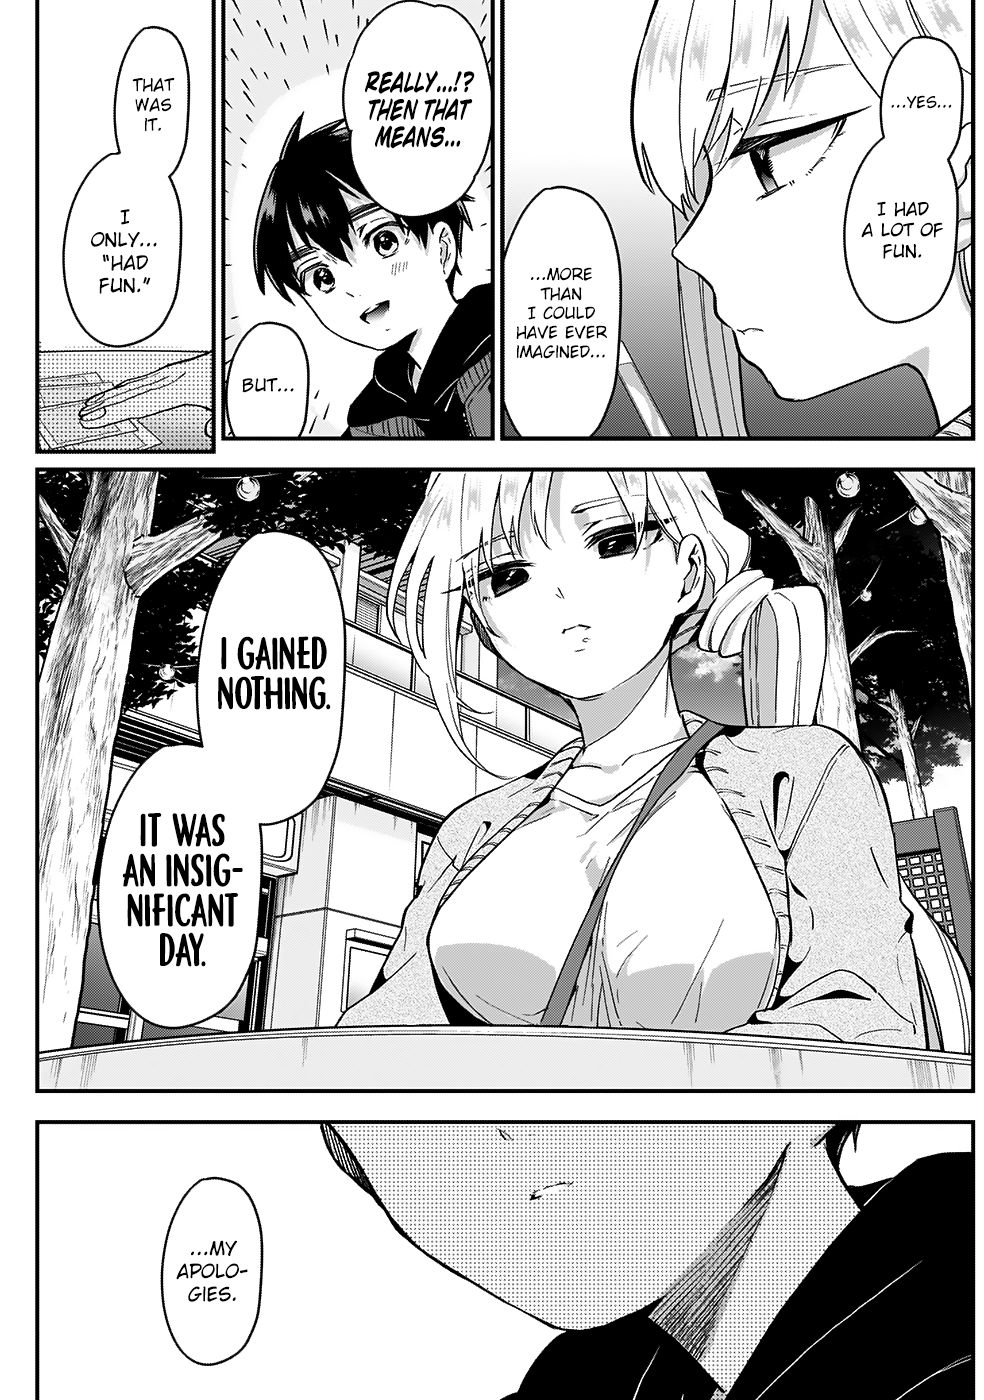 ...YES...
I HAD
A LOT OF
FUN.
...MORE
THAN
I COULD
HAVE EVER
IMAGINED...
REALLY...!?
THEN THAT
MEANS...
BUT...
THAT
WAS
IT.
I
ONLY...
"HAD
FUN."
I GAINED
NOTHING.
IT WAS
AN INSIG-
NIFICANT
DAY.
...MY
APOLO-
GIES.